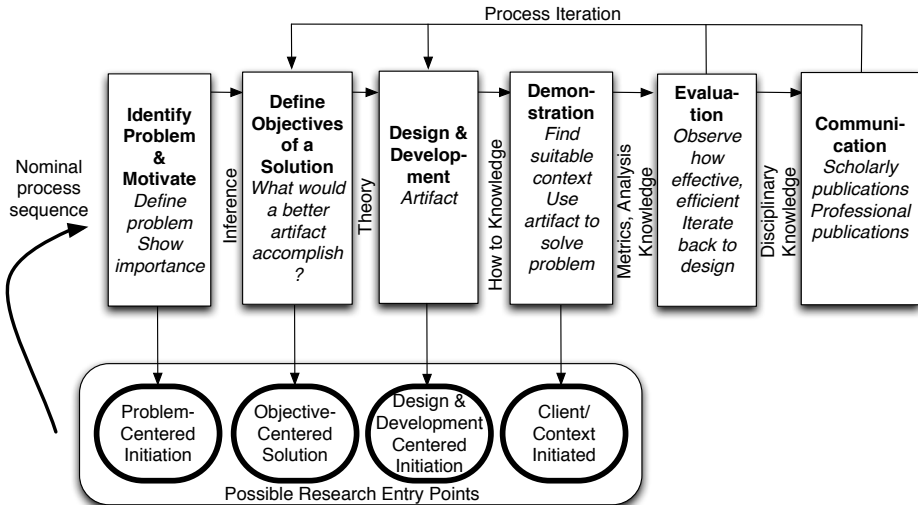 Process Iteration
Nominal
process
sequence
Identify
Problem
&
Motivate
Define
problem
Show
importance
Inference
Define
Objectives
of a
Solution
What would
a better
artifact
accomplish
?
Theory
Design &
Develop-
ment
Artifact
How to Knowledge
Demon-
stration
Find
suitable
context
Use
artifact to
solve
problem
Metrics, Analysis
Knowledge
Evalua-
tion
Observe
how
effective,
efficient
Iterate
back to
design
Disciplinary
Knowledge
Communi-
cation
Scholarly
publications
Professional
publications
Problem-
Centered
Initiation
Objective-
Centered
Solution
Design &
Development
Centered
Initiation
Client/
Context
Initiated
Possible Research Entry Points